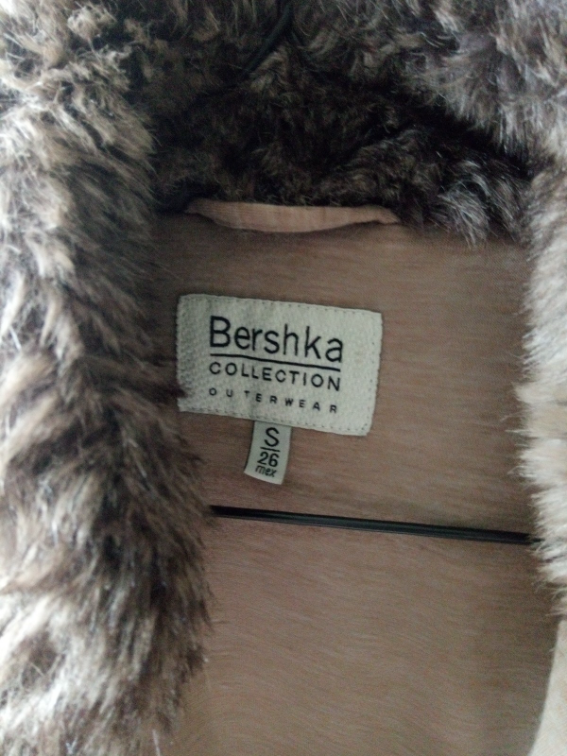 Bershka
COLLECTION
OUTERWEAR
S
26
mex